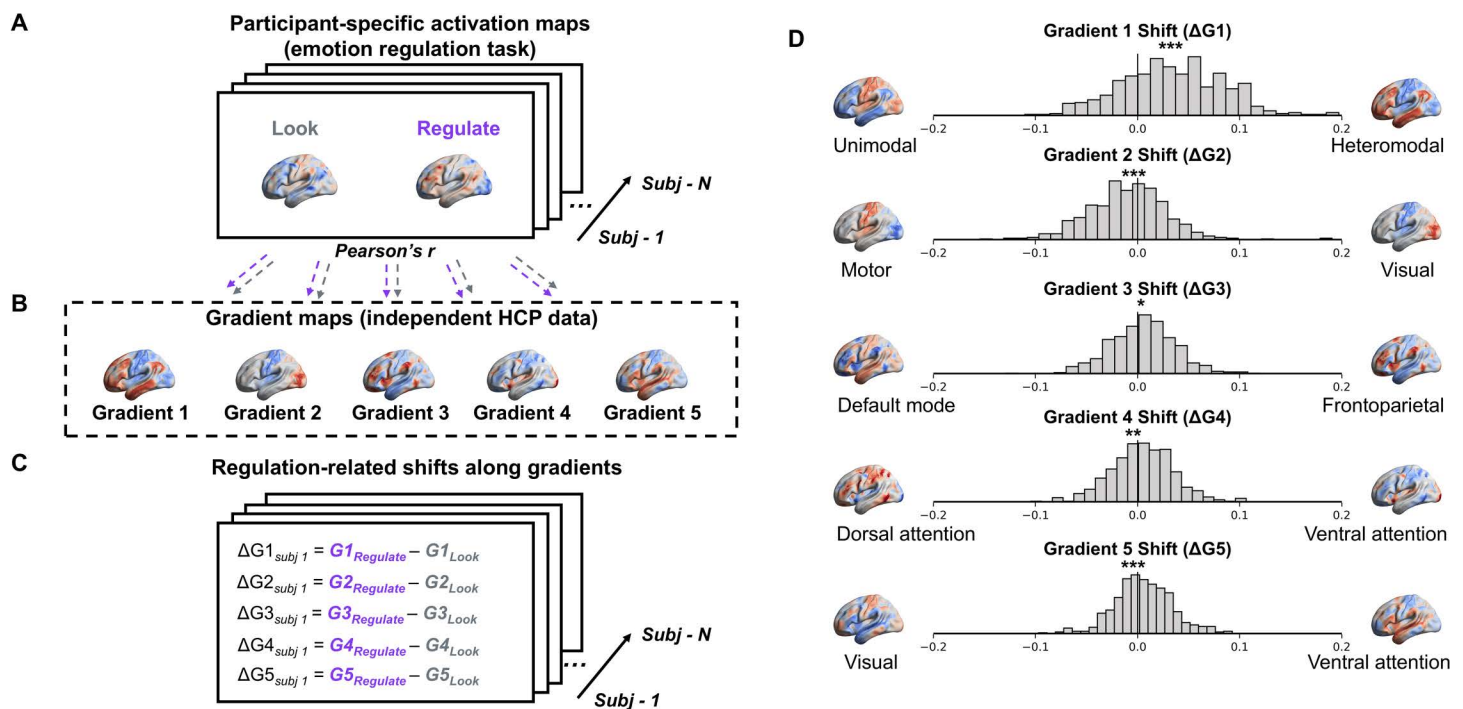 A
Participant-specific activation maps
(emotion regulation task)
Look
Regulate
...
Subj - N
Subj - 1
Pearson's r
B
Gradient maps (independent HCP data)
Gradient 1
Gradient 2
Gradient 3
Gradient 4
Gradient 5
C
Regulation-related shifts along gradients
ΔG1subj 1 = G1Regulate – G1Look
ΔG2subj 1 = G2Regulate – G2Look
ΔG3subj 1 = G3Regulate – G3Look
ΔG4subj 1 = G4Regulate – G4Look
ΔG5subj 1 = G5Regulate – G5Look
...
Subj - N
Subj - 1
D
Gradient 1 Shift (ΔG1)
***
−0.2 −0.1 0.0 0.1 0.2
Unimodal
Heteromodal
Gradient 2 Shift (ΔG2)
***
−0.2 −0.1 0.0 0.1 0.2
Motor
Visual
Gradient 3 Shift (ΔG3)
*
−0.2 −0.1 0.0 0.1 0.2
Default mode
Frontoparietal
Gradient 4 Shift (ΔG4)
**
−0.2 −0.1 0.0 0.1 0.2
Dorsal attention
Ventral attention
Gradient 5 Shift (ΔG5)
***
−0.2 −0.1 0.0 0.1 0.2
Visual
Ventral attention